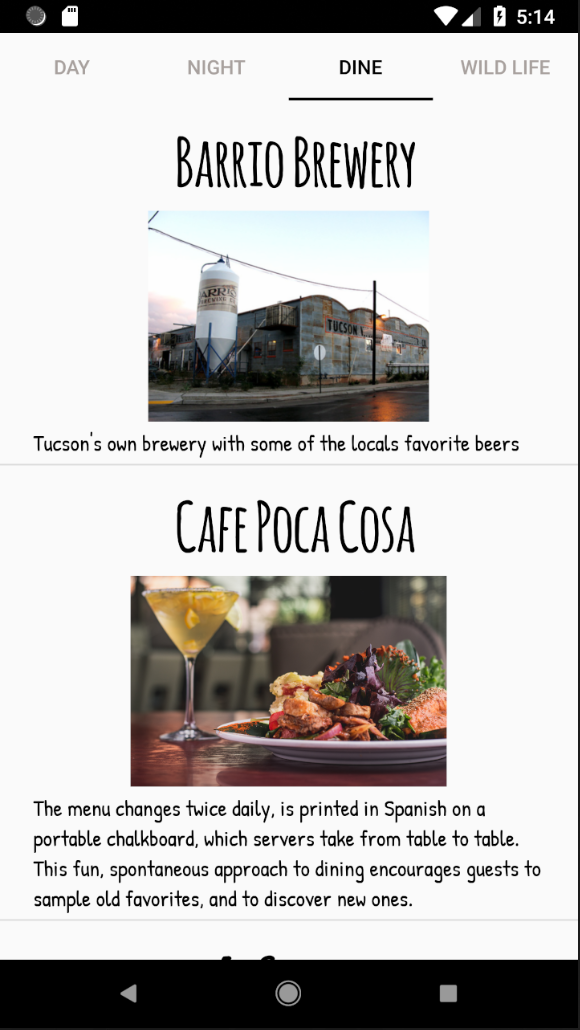 5:14
DAY NIGHT DINE WILD LIFE
Barrio Brewery
TUCSON
Tucson's own brewery with some of the locals favorite beers
Cafe Poca Cosa
The menu changes twice daily, is printed in Spanish on a
portable chalkboard, which servers take from table to table.
This fun, spontaneous approach to dining encourages guests to
sample old favorites, and to discover new ones.